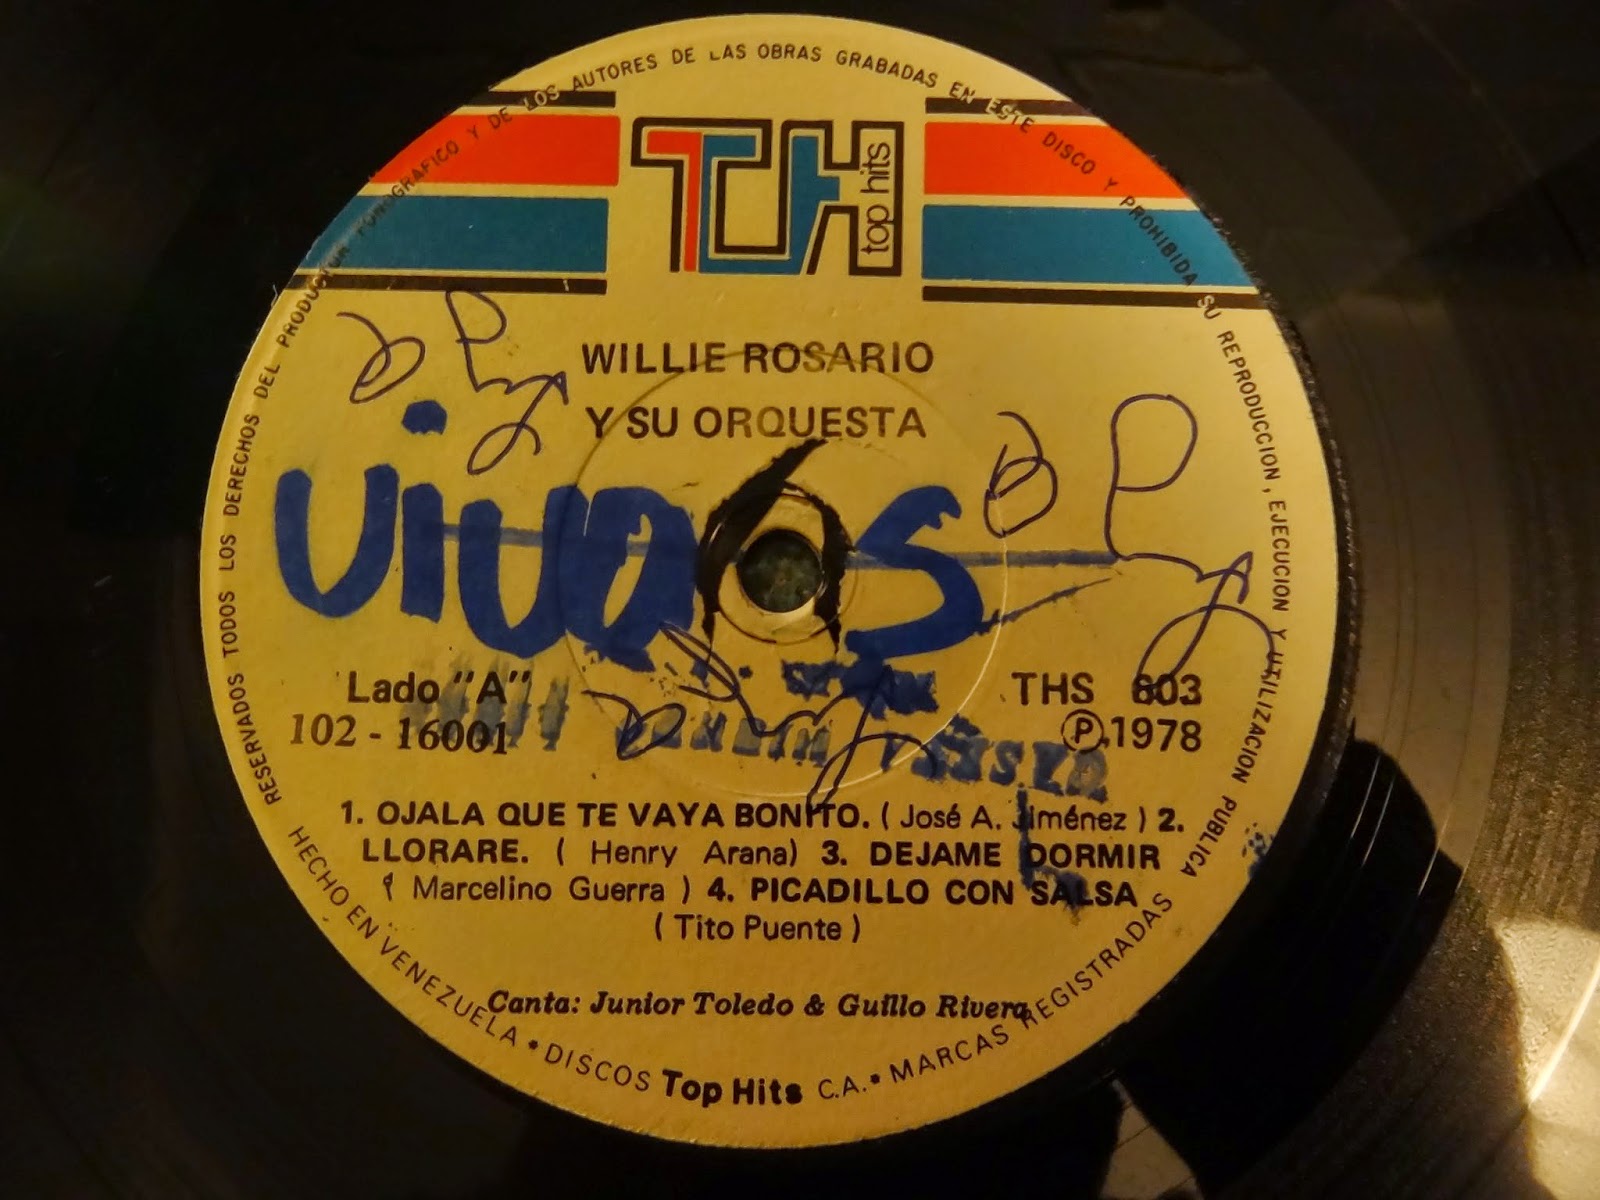 RESERVADOS TODOS LOS DERECHOS DEL PRODUCTOR FONOGRAFICO Y DE LOS AUTORES DE LAS OBRAS GRABADAS EN ESTE DISCO Y PROHIBIDA SU REPRODUCCION, EJECUCION Y UTILIZACION PUBLICA
TH top hits
WILLIE ROSARIO
Y SU ORQUESTA
Lado "A"
102 - 16001
THS 803
Ⓟ 1978
1. OJALA QUE TE VAYA BONITO. ( José A. Jiménez ) 2.
LLORARE. ( Henry Arana) 3. DEJAME DORMIR
( Marcelino Guerra ) 4. PICADILLO CON SALSA
( Tito Puente )
Canta: Junior Toledo & Guillo Rivera
HECHO EN VENEZUELA • DISCOS Top Hits C.A. • MARCAS REGISTRADAS